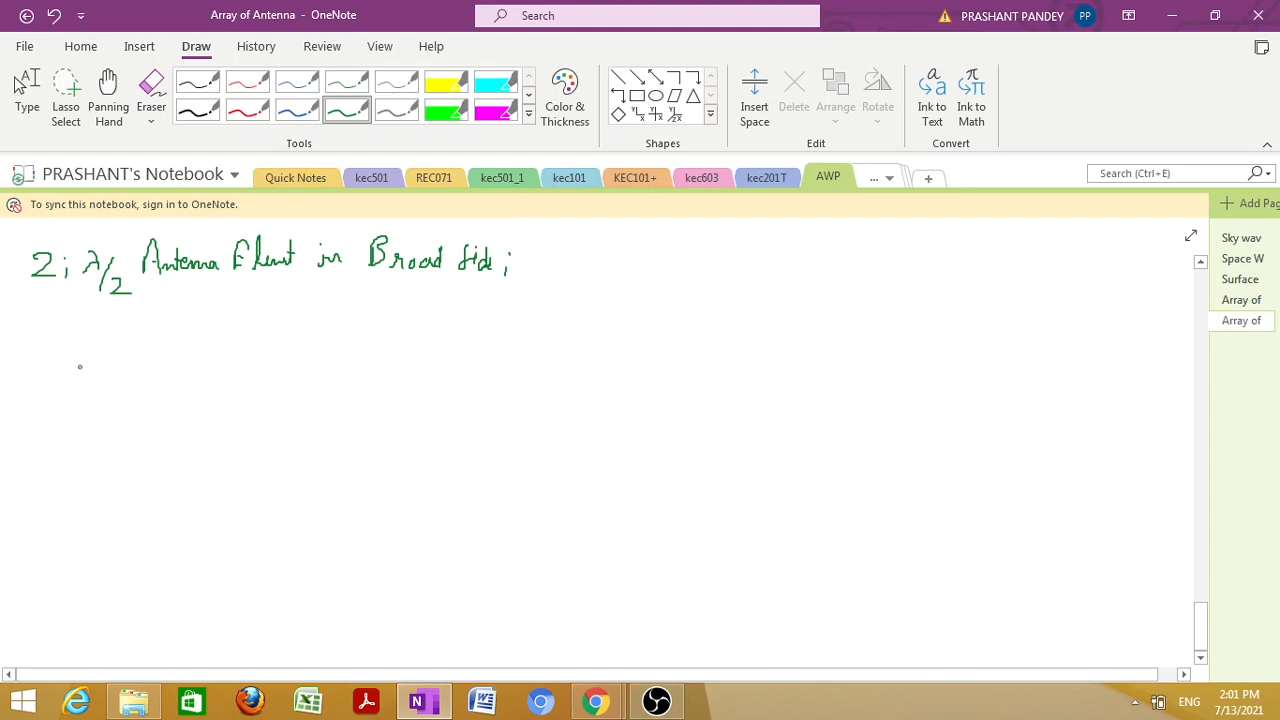 Array of Antenna - OneNote
Search
PRASHANT PANDEY
PP
File Home Insert Draw History Review View Help
Type
Lasso Select
Panning Hand
Eraser
Color & Thickness
Insert Space
Delete
Arrange
Rotate
Ink to Text
Ink to Math
Tools
Shapes
Edit
Convert
PRASHANT's Notebook
Quick Notes kec501 REC071 kec501_1 kec101 KEC101+ kec603 kec201T AWP ... +
Search (Ctrl+E)
To sync this notebook, sign in to OneNote.
Add Pag
Sky wav
Space W
Surface
Array of
Array of
2; λ/2 Antenna Elment in Broad Side;
ENG
2:01 PM
7/13/2021